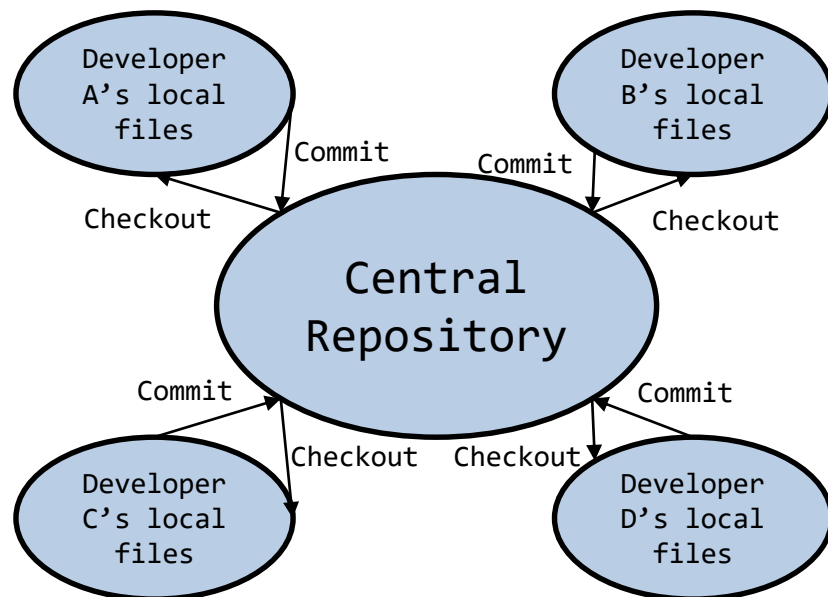 Developer
A’s local
files
Developer
B’s local
files
Commit
Commit
Checkout
Checkout
Central
Repository
Commit
Commit
Checkout
Checkout
Developer
C’s local
files
Developer
D’s local
files